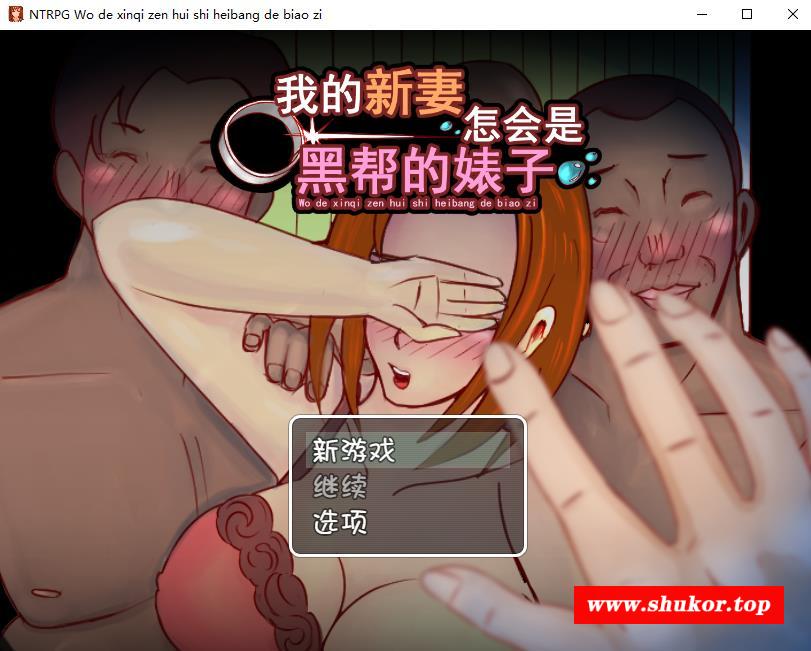 NTRPG Wo de xinqi zen hui shi heibang de biao zi
我的新妻
怎会是
黑帮的婊子
Wo de xinqi zen hui shi heibang de biao zi
新游戏
继续
选项
www.shukor.top